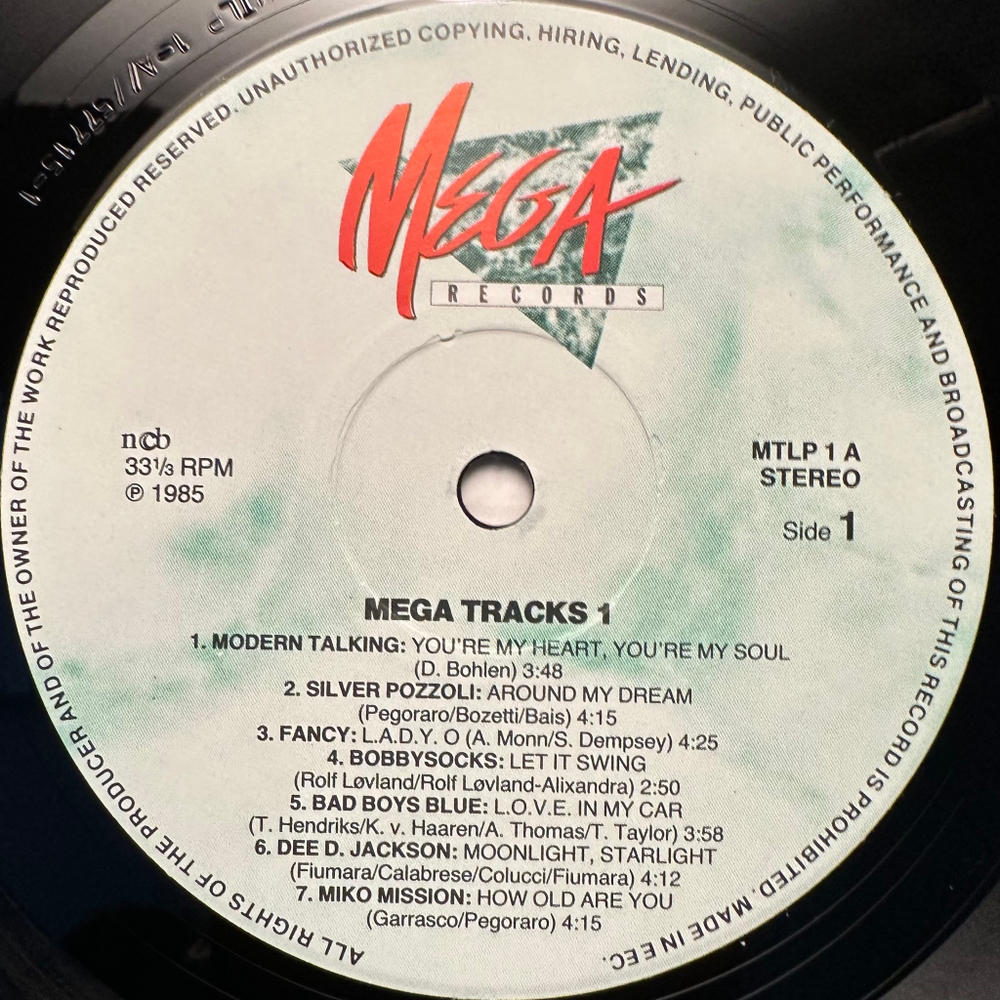 ALL RIGHTS OF THE PRODUCER AND OF THE OWNER OF THE WORK REPRODUCED RESERVED. UNAUTHORIZED COPYING, HIRING, LENDING, PUBLIC PERFORMANCE AND BROADCASTING OF THIS RECORD IS PROHIBITED. MADE IN EEC.
MEGA
RECORDS
ncb
33⅓ RPM
℗ 1985
MTLP 1 A
STEREO
Side 1
MEGA TRACKS 1
1. MODERN TALKING: YOU'RE MY HEART, YOU'RE MY SOUL
(D. Bohlen) 3:48
2. SILVER POZZOLI: AROUND MY DREAM
(Pegoraro/Bozetti/Bais) 4:15
3. FANCY: L.A.D.Y. O (A. Monn/S. Dempsey) 4:25
4. BOBBYSOCKS: LET IT SWING
(Rolf Løvland/Rolf Løvland-Alixandra) 2:50
5. BAD BOYS BLUE: L.O.V.E. IN MY CAR
(T. Hendriks/K. v. Haaren/A. Thomas/T. Taylor) 3:58
6. DEE D. JACKSON: MOONLIGHT, STARLIGHT
(Fiumara/Calabrese/Colucci/Fiumara) 4:12
7. MIKO MISSION: HOW OLD ARE YOU
(Garrasco/Pegoraro) 4:15